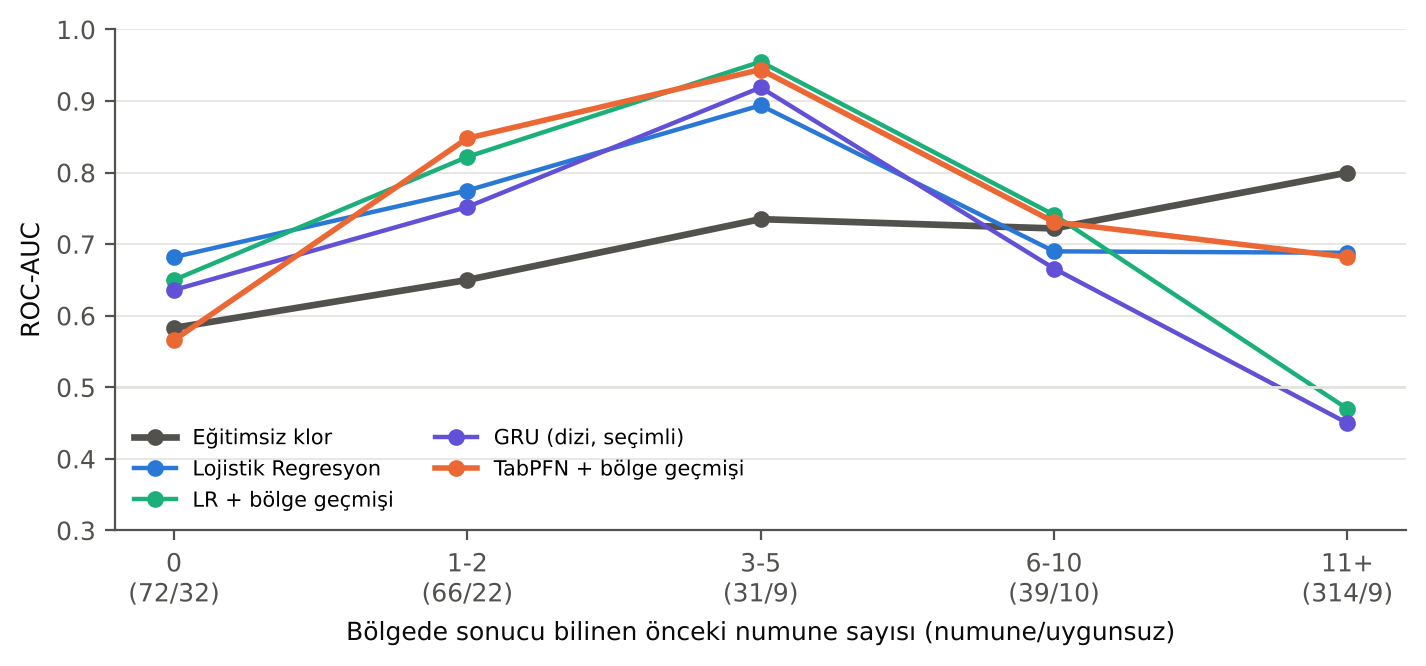 1.0
0.9
0.8
0.7
0.6
0.5
0.4
0.3
ROC-AUC
Eğitimsiz klor
Lojistik Regresyon
LR + bölge geçmişi
GRU (dizi, seçimli)
TabPFN + bölge geçmişi
0 1-2 3-5 6-10 11+
(72/32) (66/22) (31/9) (39/10) (314/9)
Bölgede sonucu bilinen önceki numune sayısı (numune/uygunsuz)